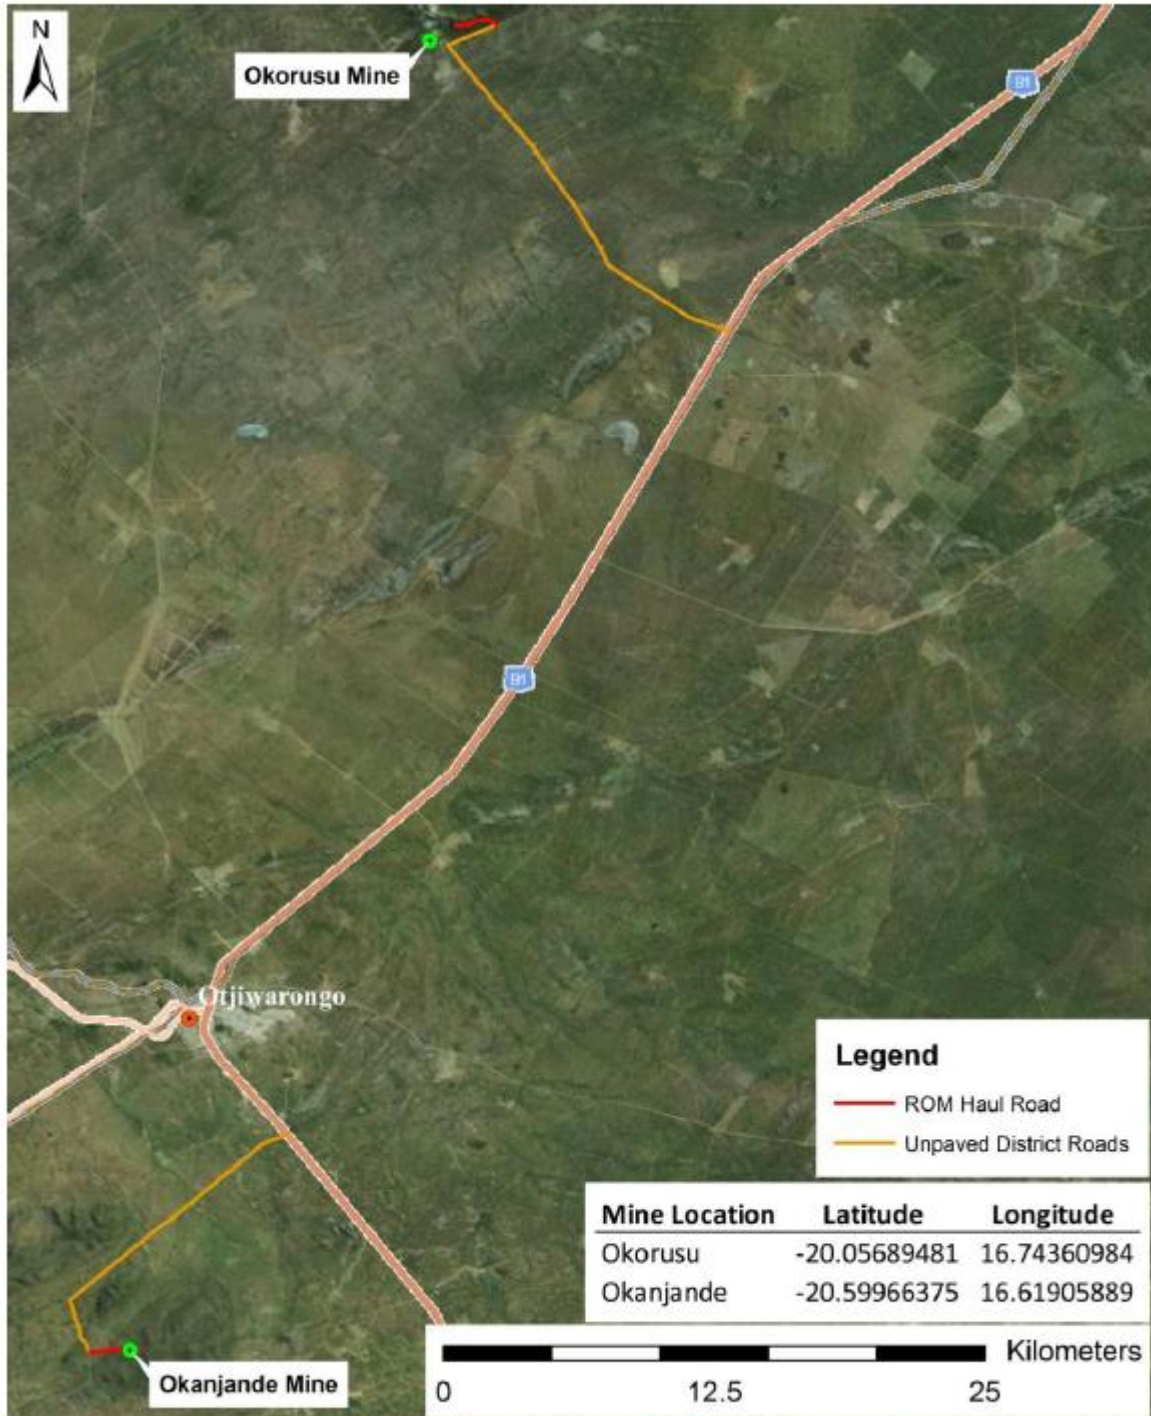 N
Okorusu Mine
B1
B1
Otjiwarongo
Legend
ROM Haul Road
Unpaved District Roads
Mine Location Latitude Longitude
Okorusu -20.05689481 16.74360984
Okanjande -20.59966375 16.61905889
Okanjande Mine
Kilometers
0 12.5 25